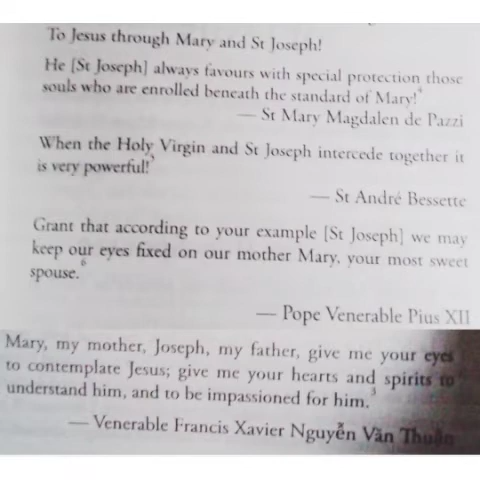 To Jesus through Mary and St Joseph!
He [St Joseph] always favours with special protection those
souls who are enrolled beneath the standard of Mary!4
— St Mary Magdalen de Pazzi
When the Holy Virgin and St Joseph intercede together it
is very powerful!5
— St André Bessette
Grant that according to your example [St Joseph] we may
keep our eyes fixed on our mother Mary, your most sweet
spouse.6
— Pope Venerable Pius XII
Mary, my mother, Joseph, my father, give me your eyes
to contemplate Jesus; give me your hearts and spirits to
understand him, and to be impassioned for him.3
— Venerable Francis Xavier Nguyễn Văn Thuận